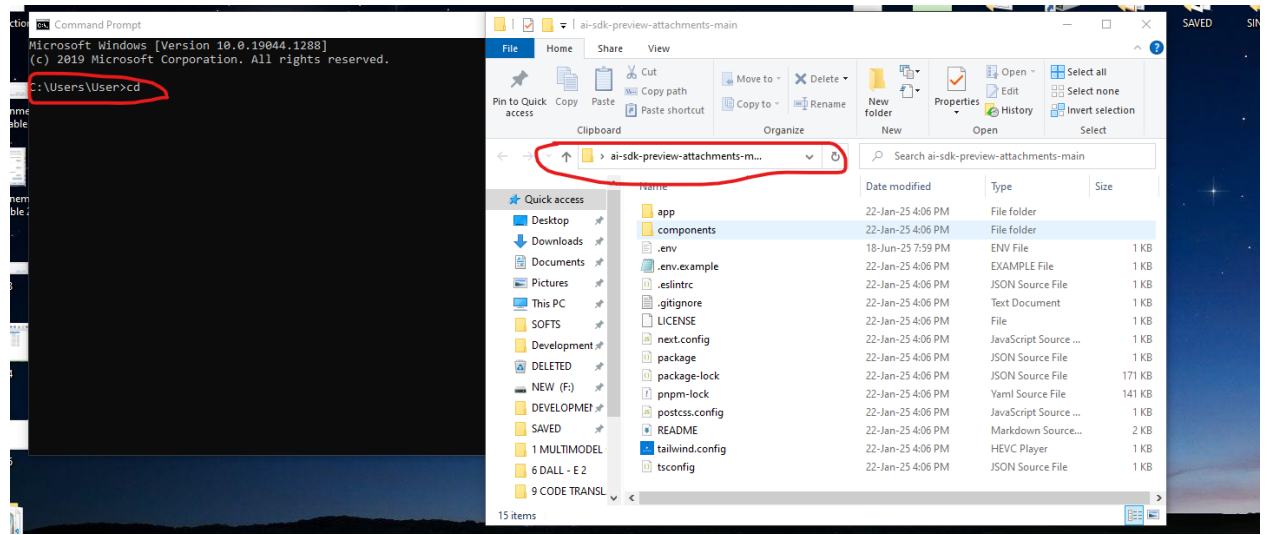 Command Prompt
Microsoft Windows [Version 10.0.19044.1288]
(c) 2019 Microsoft Corporation. All rights reserved.
C:\Users\User>cd
ai-sdk-preview-attachments-main
File Home Share View
Pin to Quick access
Copy
Paste
Cut
Copy path
Paste shortcut
Clipboard
Move to
Copy to
Delete
Rename
Organize
New folder
New
Properties
Open
Edit
History
Open
Select all
Select none
Invert selection
Select
ai-sdk-preview-attachments-m...
Search ai-sdk-preview-attachments-main
Quick access
Desktop
Downloads
Documents
Pictures
This PC
SOFTS
Development
DELETED
NEW (F:)
SAVED
1 MULTIMODEL
6 DALL - E 2
9 CODE TRANSL
Name Date modified Type Size
app 22-Jan-25 4:06 PM File folder
components 22-Jan-25 4:06 PM File folder
.env 18-Jun-25 7:59 PM ENV File 1 KB
.env.example 22-Jan-25 4:06 PM EXAMPLE File 1 KB
.eslintrc 22-Jan-25 4:06 PM JSON Source File 1 KB
.gitignore 22-Jan-25 4:06 PM Text Document 1 KB
LICENSE 22-Jan-25 4:06 PM File 1 KB
next.config 22-Jan-25 4:06 PM JavaScript Source ... 1 KB
package 22-Jan-25 4:06 PM JSON Source File 1 KB
package-lock 22-Jan-25 4:06 PM JSON Source File 171 KB
pnpm-lock 22-Jan-25 4:06 PM Yaml Source File 141 KB
postcss.config 22-Jan-25 4:06 PM JavaScript Source ... 1 KB
README 22-Jan-25 4:06 PM Markdown Source... 2 KB
tailwind.config 22-Jan-25 4:06 PM HEVC Player 1 KB
tsconfig 22-Jan-25 4:06 PM JSON Source File 1 KB
15 items
SAVED